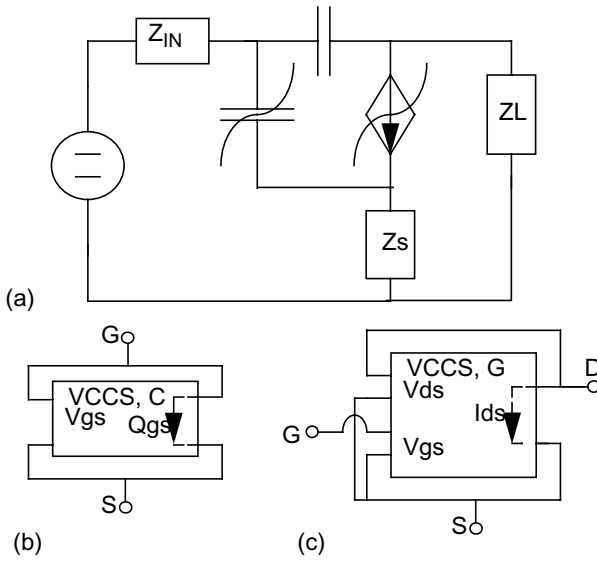 Z_IN
ZL
Zs
(a)
G
VCCS, C
Vgs
Qgs
S
(b)
VCCS, G
Vds
D
Ids
G
Vgs
S
(c)